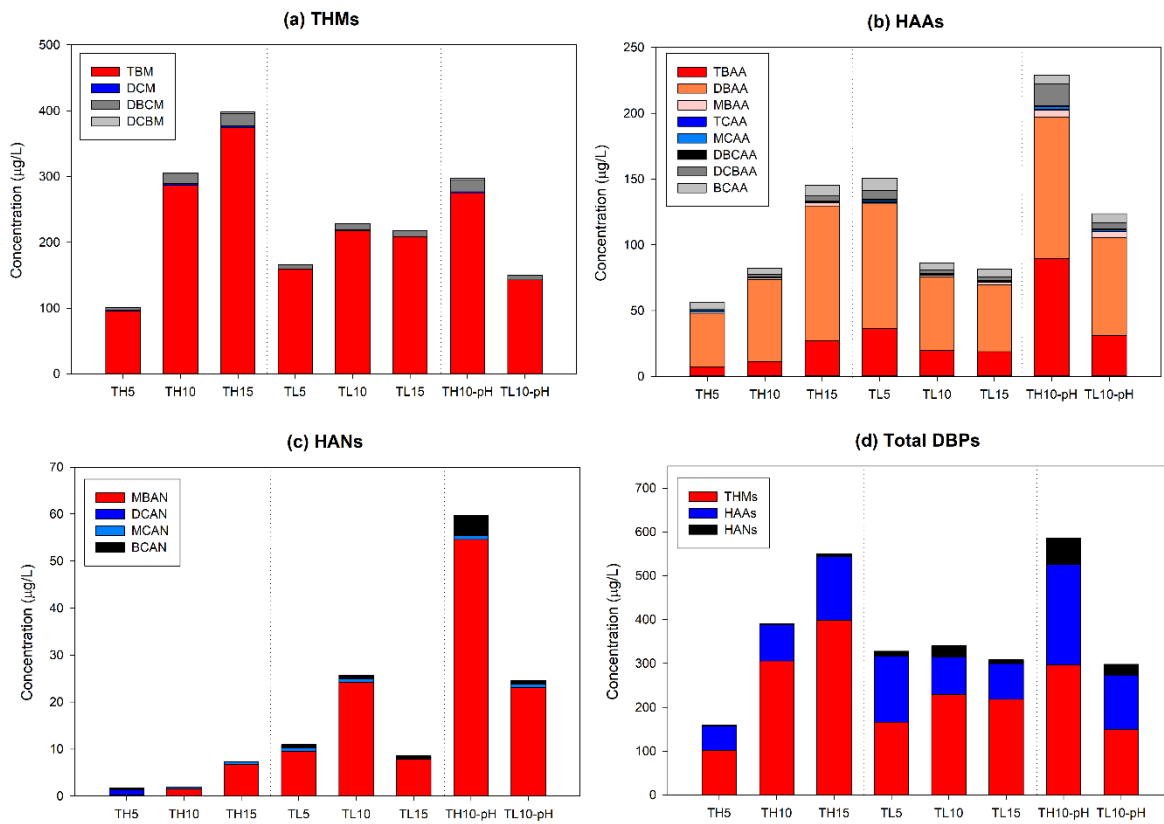 (a) THMs
Concentration (µg/L)
500
400
300
200
100
0
TBM
DCM
DBCM
DCBM
TH5 TH10 TH15 TL5 TL10 TL15 TH10-pH TL10-pH
(b) HAAs
Concentration (µg/L)
250
200
150
100
50
0
TBAA
DBAA
MBAA
TCAA
MCAA
DBCAA
DCBAA
BCAA
TH5 TH10 TH15 TL5 TL10 TL15 TH10-pH TL10-pH
(c) HANs
Concentration (µg/L)
70
60
50
40
30
20
10
0
MBAN
DCAN
MCAN
BCAN
TH5 TH10 TH15 TL5 TL10 TL15 TH10-pH TL10-pH
(d) Total DBPs
Concentration (µg/L)
700
600
500
400
300
200
100
0
THMs
HAAs
HANs
TH5 TH10 TH15 TL5 TL10 TL15 TH10-pH TL10-pH